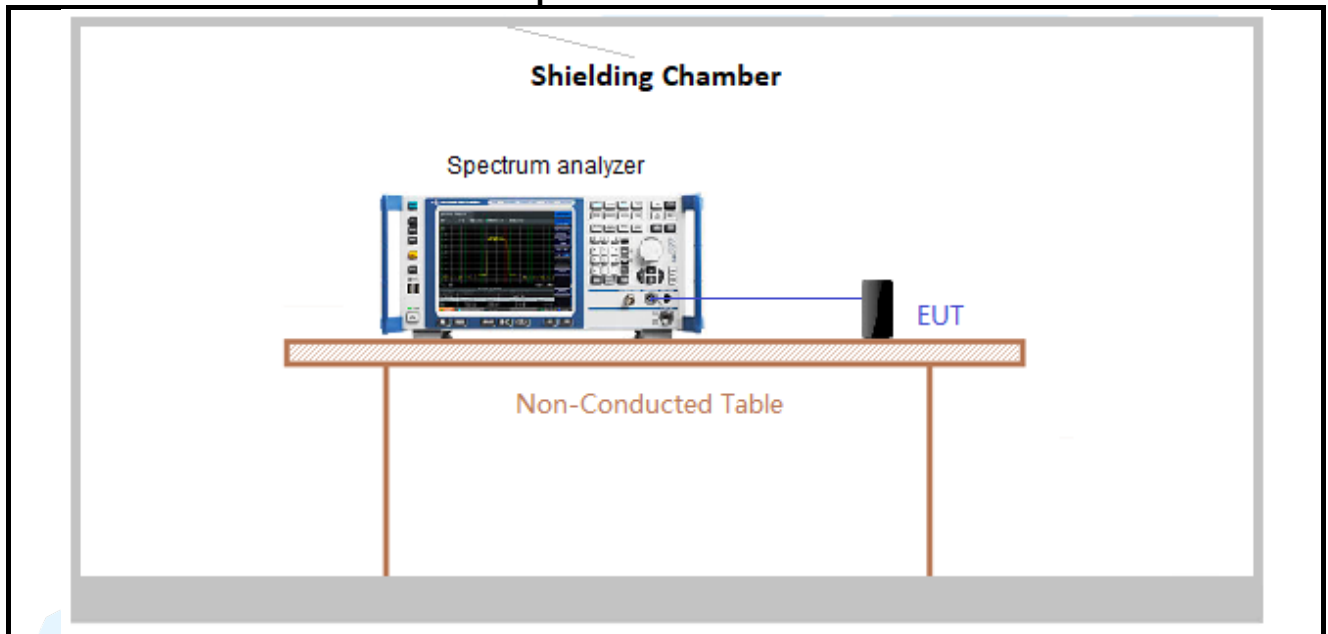 Shielding Chamber
Spectrum analyzer
EUT
Non-Conducted Table